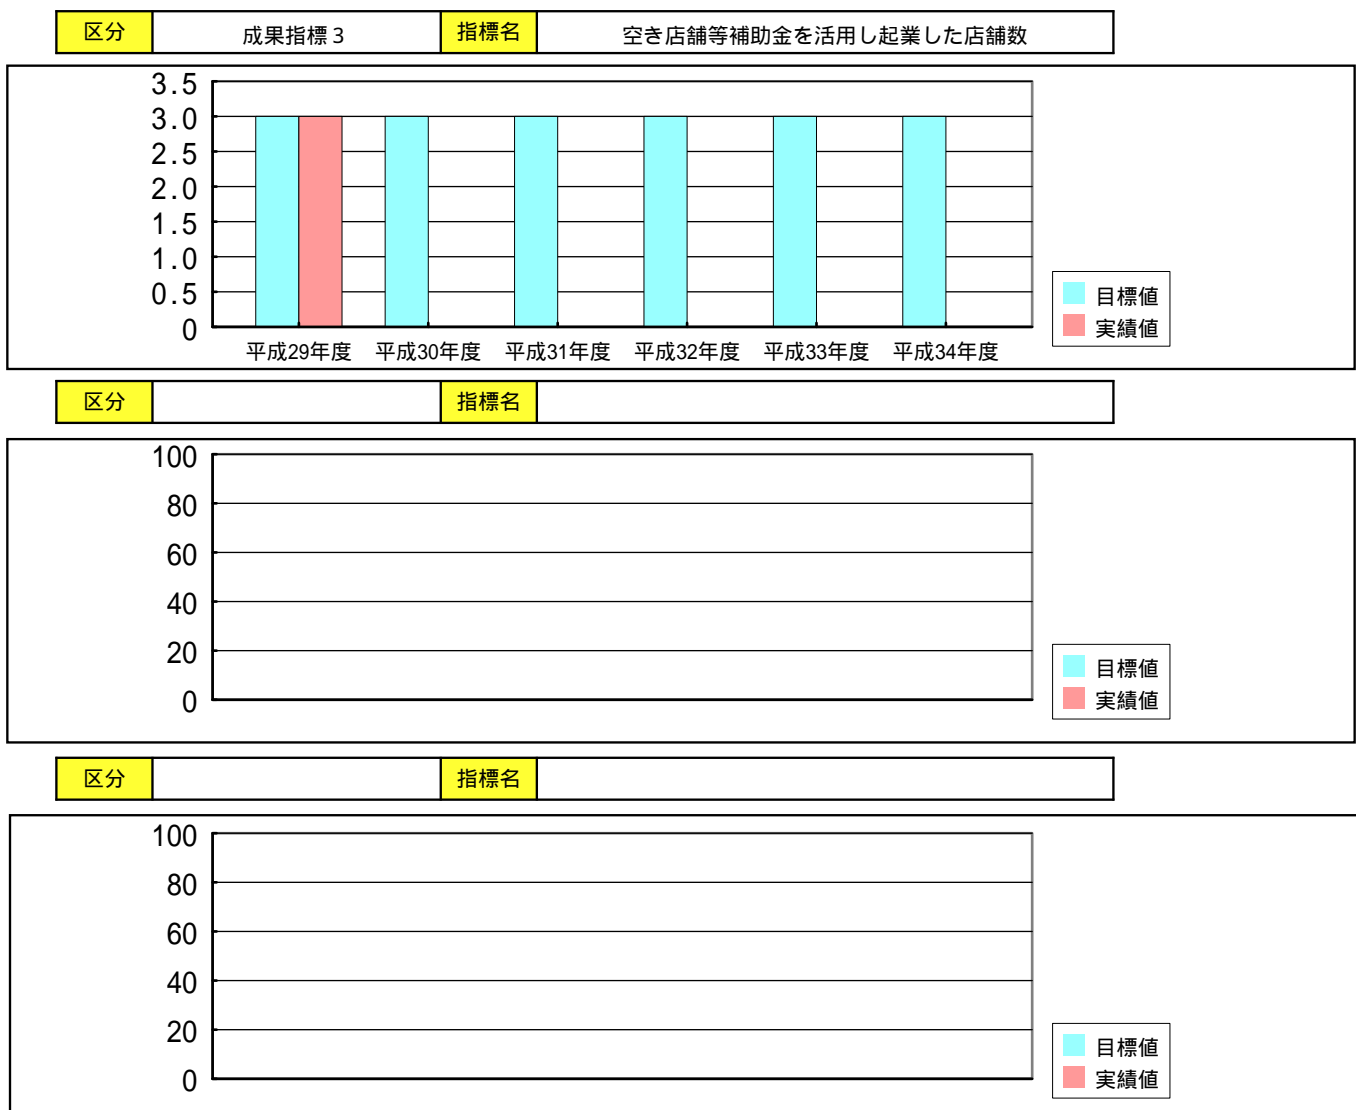 区分 成果指標３ 指標名 空き店舗等補助金を活用し起業した店舗数
3.5
3.0
2.5
2.0
1.5
1.0
0.5
0
平成29年度 平成30年度 平成31年度 平成32年度 平成33年度 平成34年度
目標値
実績値
区分 指標名
100
80
60
40
20
0
目標値
実績値
区分 指標名
100
80
60
40
20
0
目標値
実績値